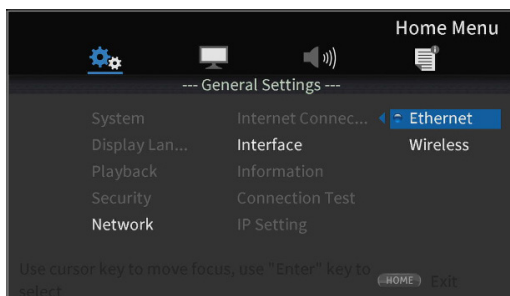 Home Menu
--- General Settings ---
System Internet Connec... Ethernet
Display Lan... Interface Wireless
Playback Information
Security Connection Test
Network IP Setting
Use cursor key to move focus, use "Enter" key to
select
HOME Exit